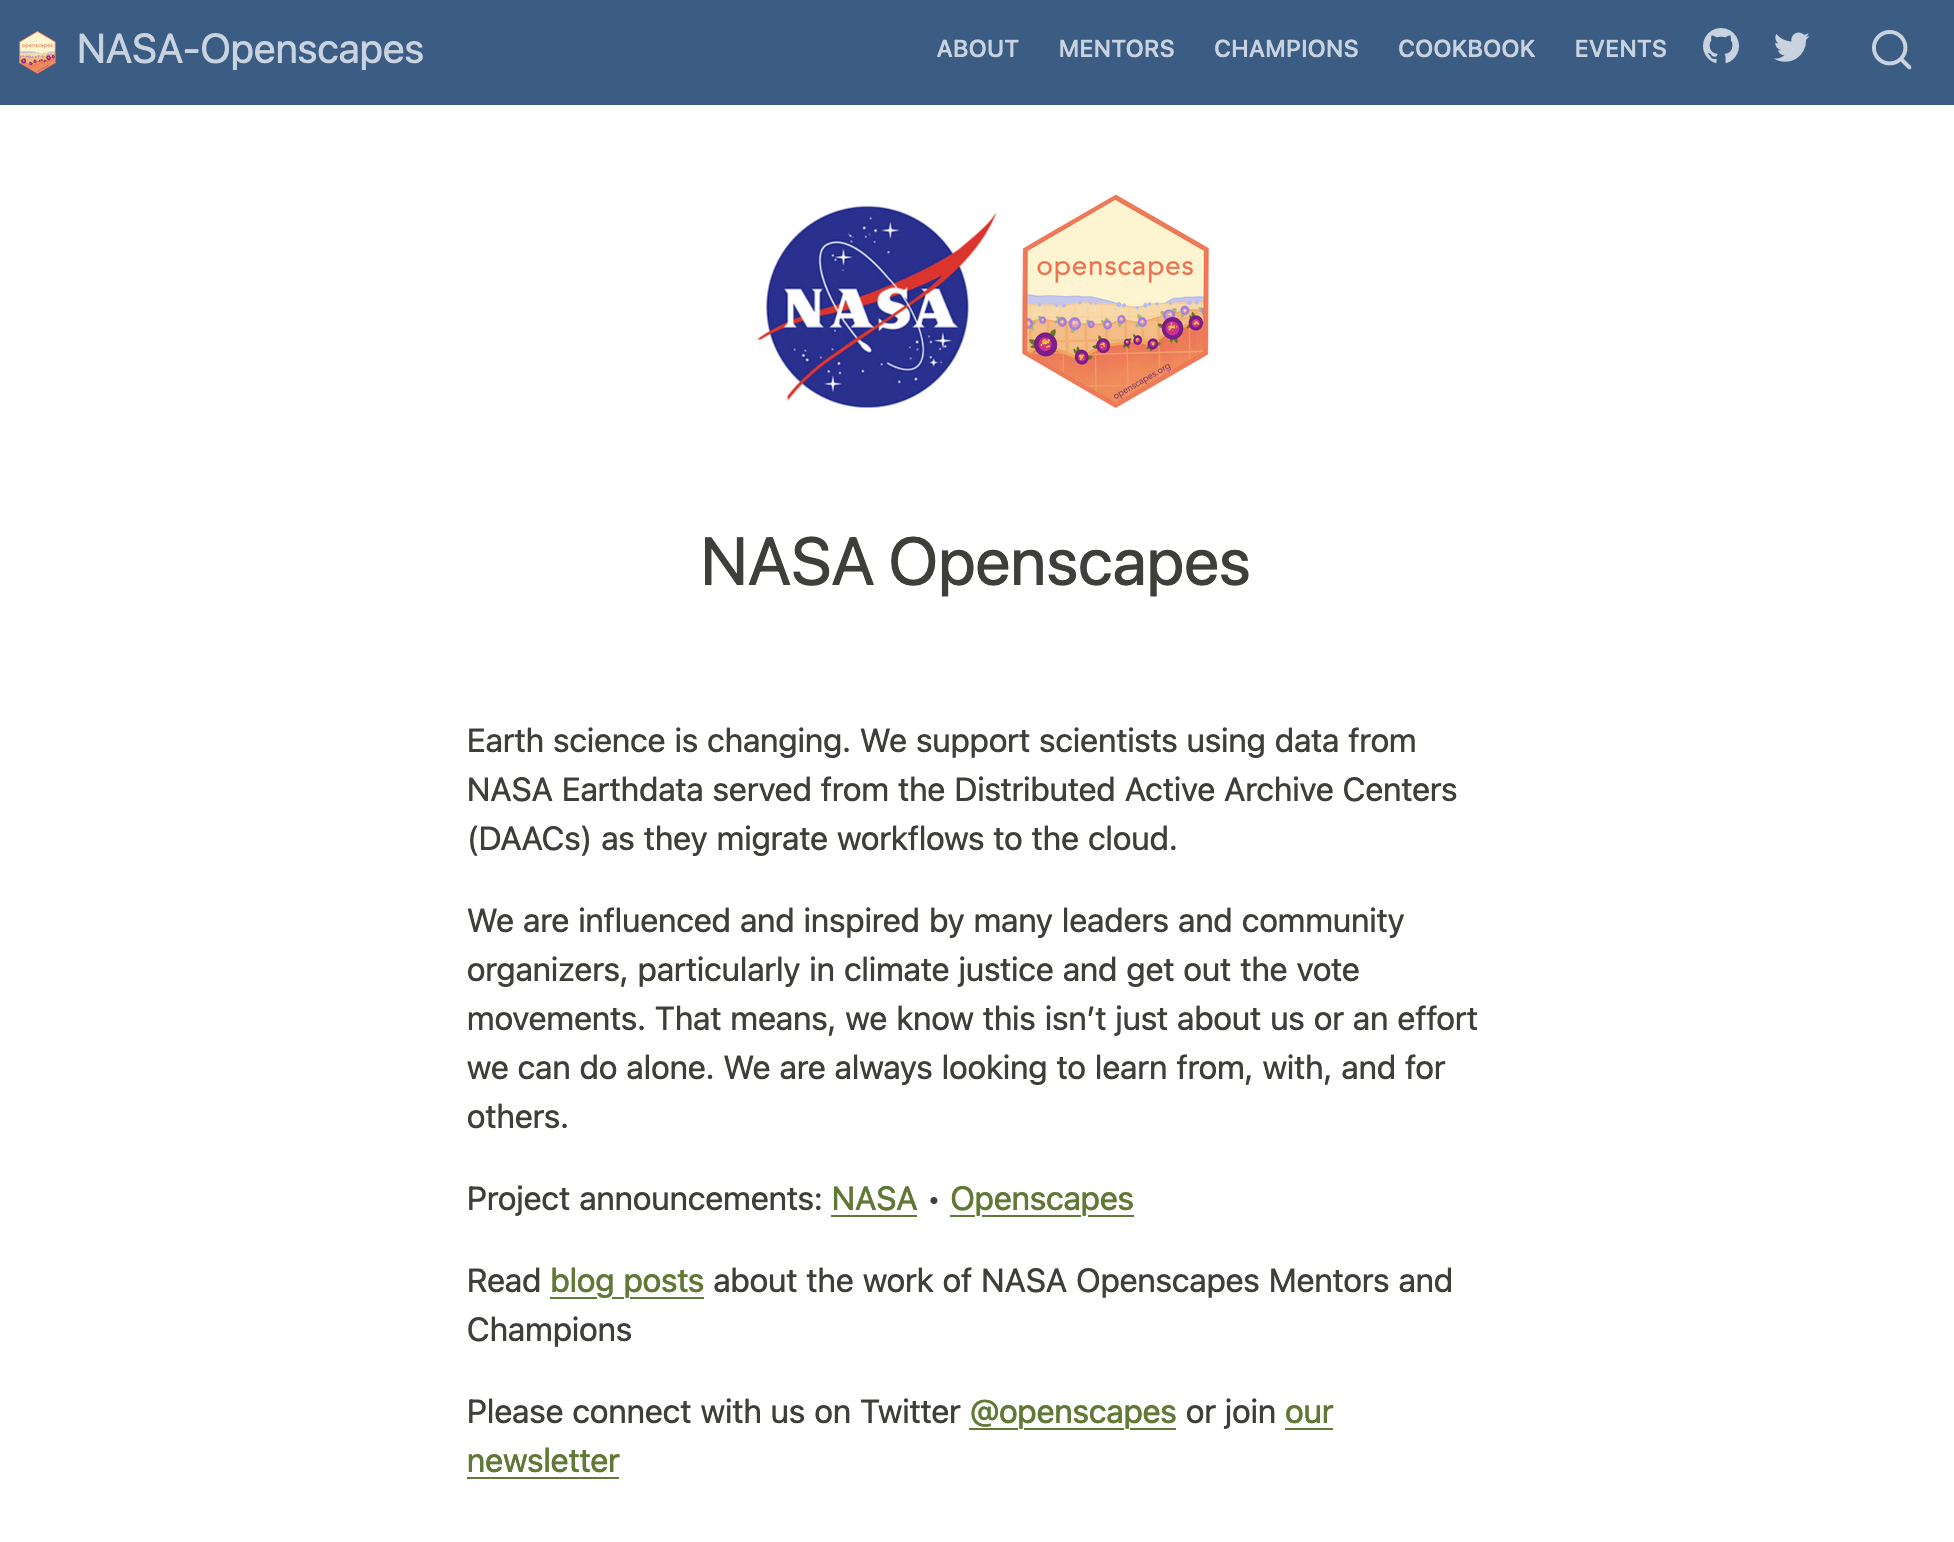 NASA-Openscapes
ABOUT MENTORS CHAMPIONS COOKBOOK EVENTS
NASA
openscapes
openscapes.org
NASA Openscapes
Earth science is changing. We support scientists using data from
NASA Earthdata served from the Distributed Active Archive Centers
(DAACs) as they migrate workflows to the cloud.
We are influenced and inspired by many leaders and community
organizers, particularly in climate justice and get out the vote
movements. That means, we know this isn’t just about us or an effort
we can do alone. We are always looking to learn from, with, and for
others.
Project announcements: NASA • Openscapes
Read blog posts about the work of NASA Openscapes Mentors and
Champions
Please connect with us on Twitter @openscapes or join our
newsletter